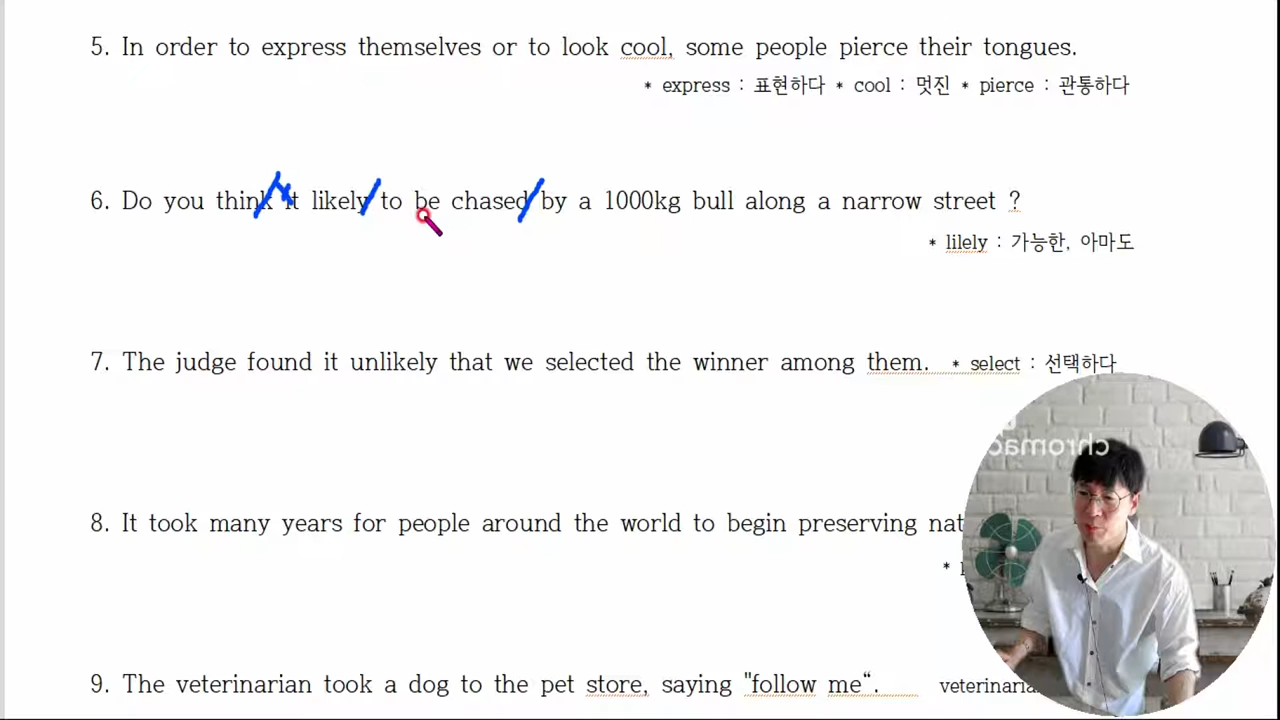 5. In order to express themselves or to look cool, some people pierce their tongues.
* express : 표현하다 * cool : 멋진 * pierce : 관통하다
6. Do you think it likely to be chased by a 1000kg bull along a narrow street ?
* lilely : 가능한, 아마도
7. The judge found it unlikely that we selected the winner among them. * select : 선택하다
8. It took many years for people around the world to begin preserving
*
9. The veterinarian took a dog to the pet store, saying "follow me“.